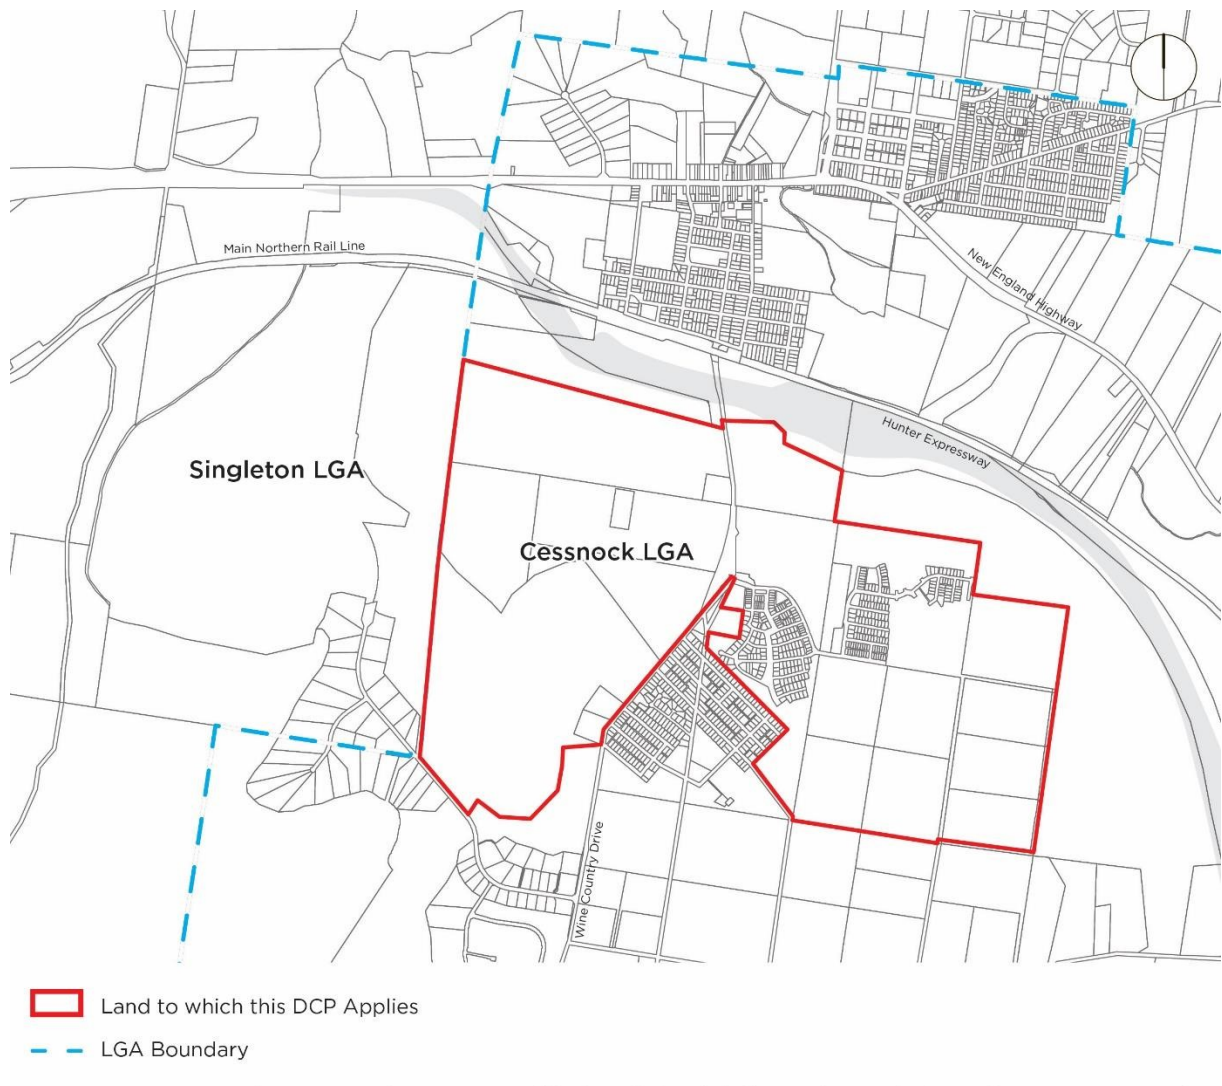 Main Northern Rail Line
New England Highway
Hunter Expressway
Singleton LGA
Cessnock LGA
Wine Country Drive
Land to which this DCP Applies
LGA Boundary